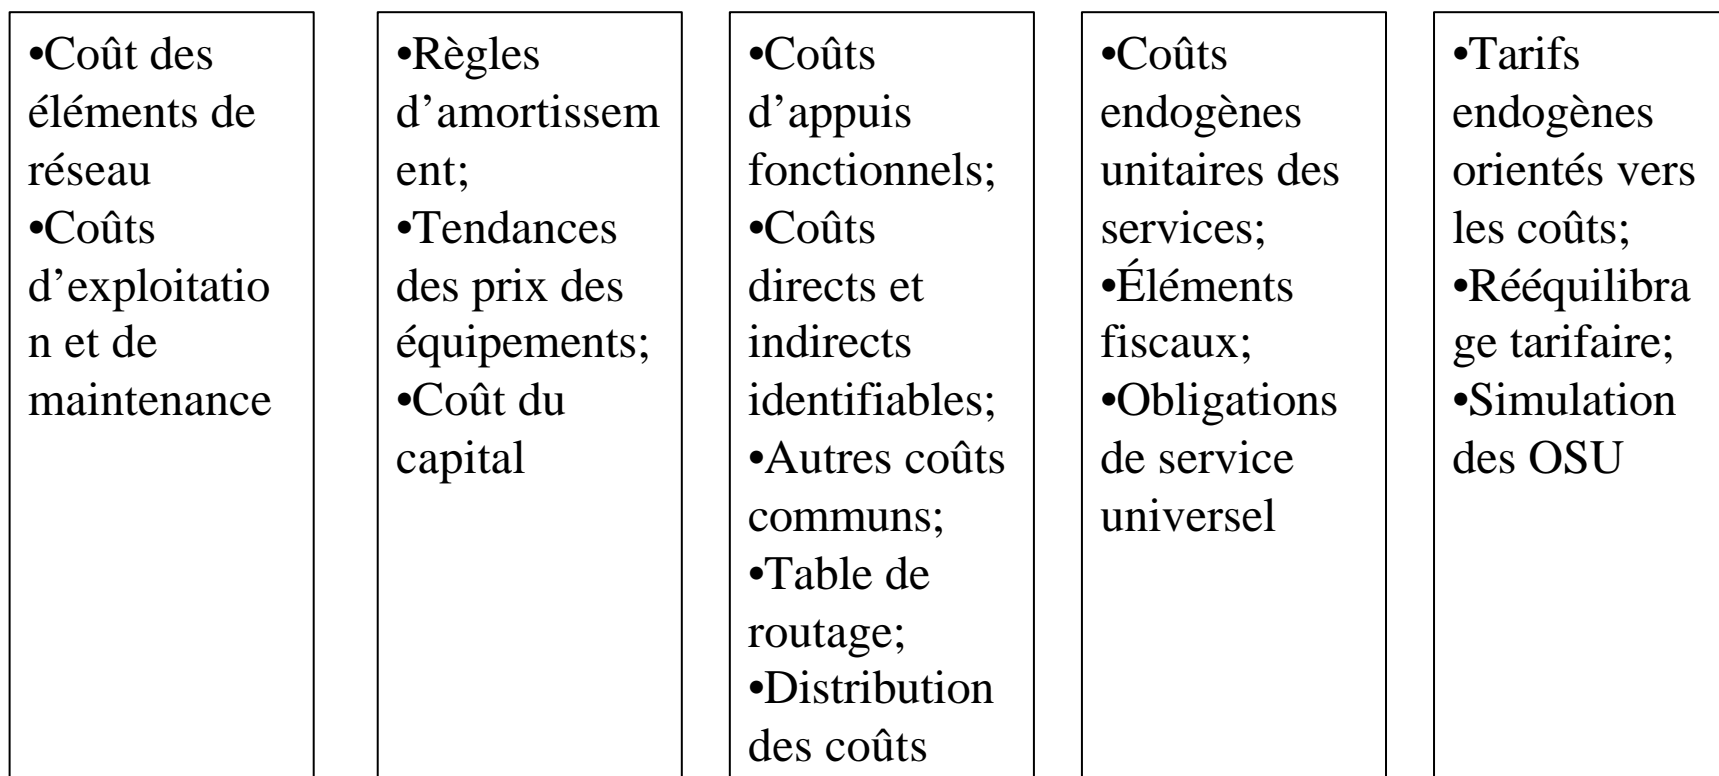 •Coût des
éléments de
réseau
•Coûts
d’exploitatio
n et de
maintenance
•Règles
d’amortissem
ent;
•Tendances
des prix des
équipements;
•Coût du
capital
•Coûts
d’appuis
fonctionnels;
•Coûts
directs et
indirects
identifiables;
•Autres coûts
communs;
•Table de
routage;
•Distribution
des coûts
•Coûts
endogènes
unitaires des
services;
•Éléments
fiscaux;
•Obligations
de service
universel
•Tarifs
endogènes
orientés vers
les coûts;
•Rééquilibra
ge tarifaire;
•Simulation
des OSU